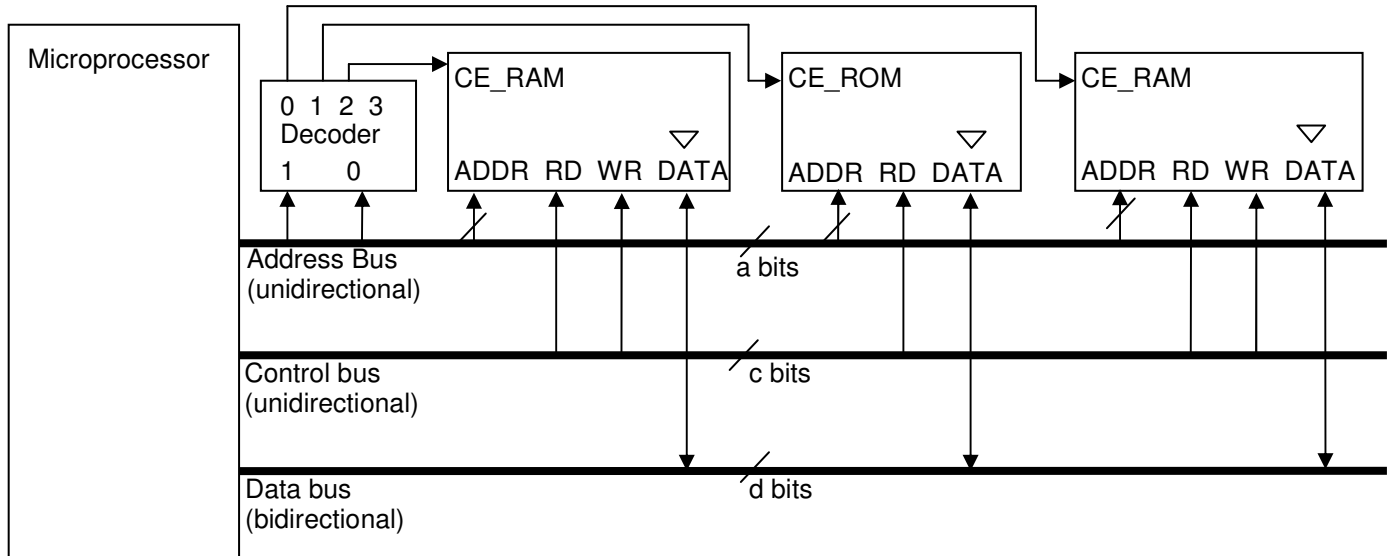 Microprocessor
0 1 2 3
Decoder
1 0
CE_RAM
ADDR RD WR DATA
CE_ROM
ADDR RD DATA
CE_RAM
ADDR RD WR DATA
Address Bus
(unidirectional)
a bits
Control bus
(unidirectional)
c bits
Data bus
(bidirectional)
d bits